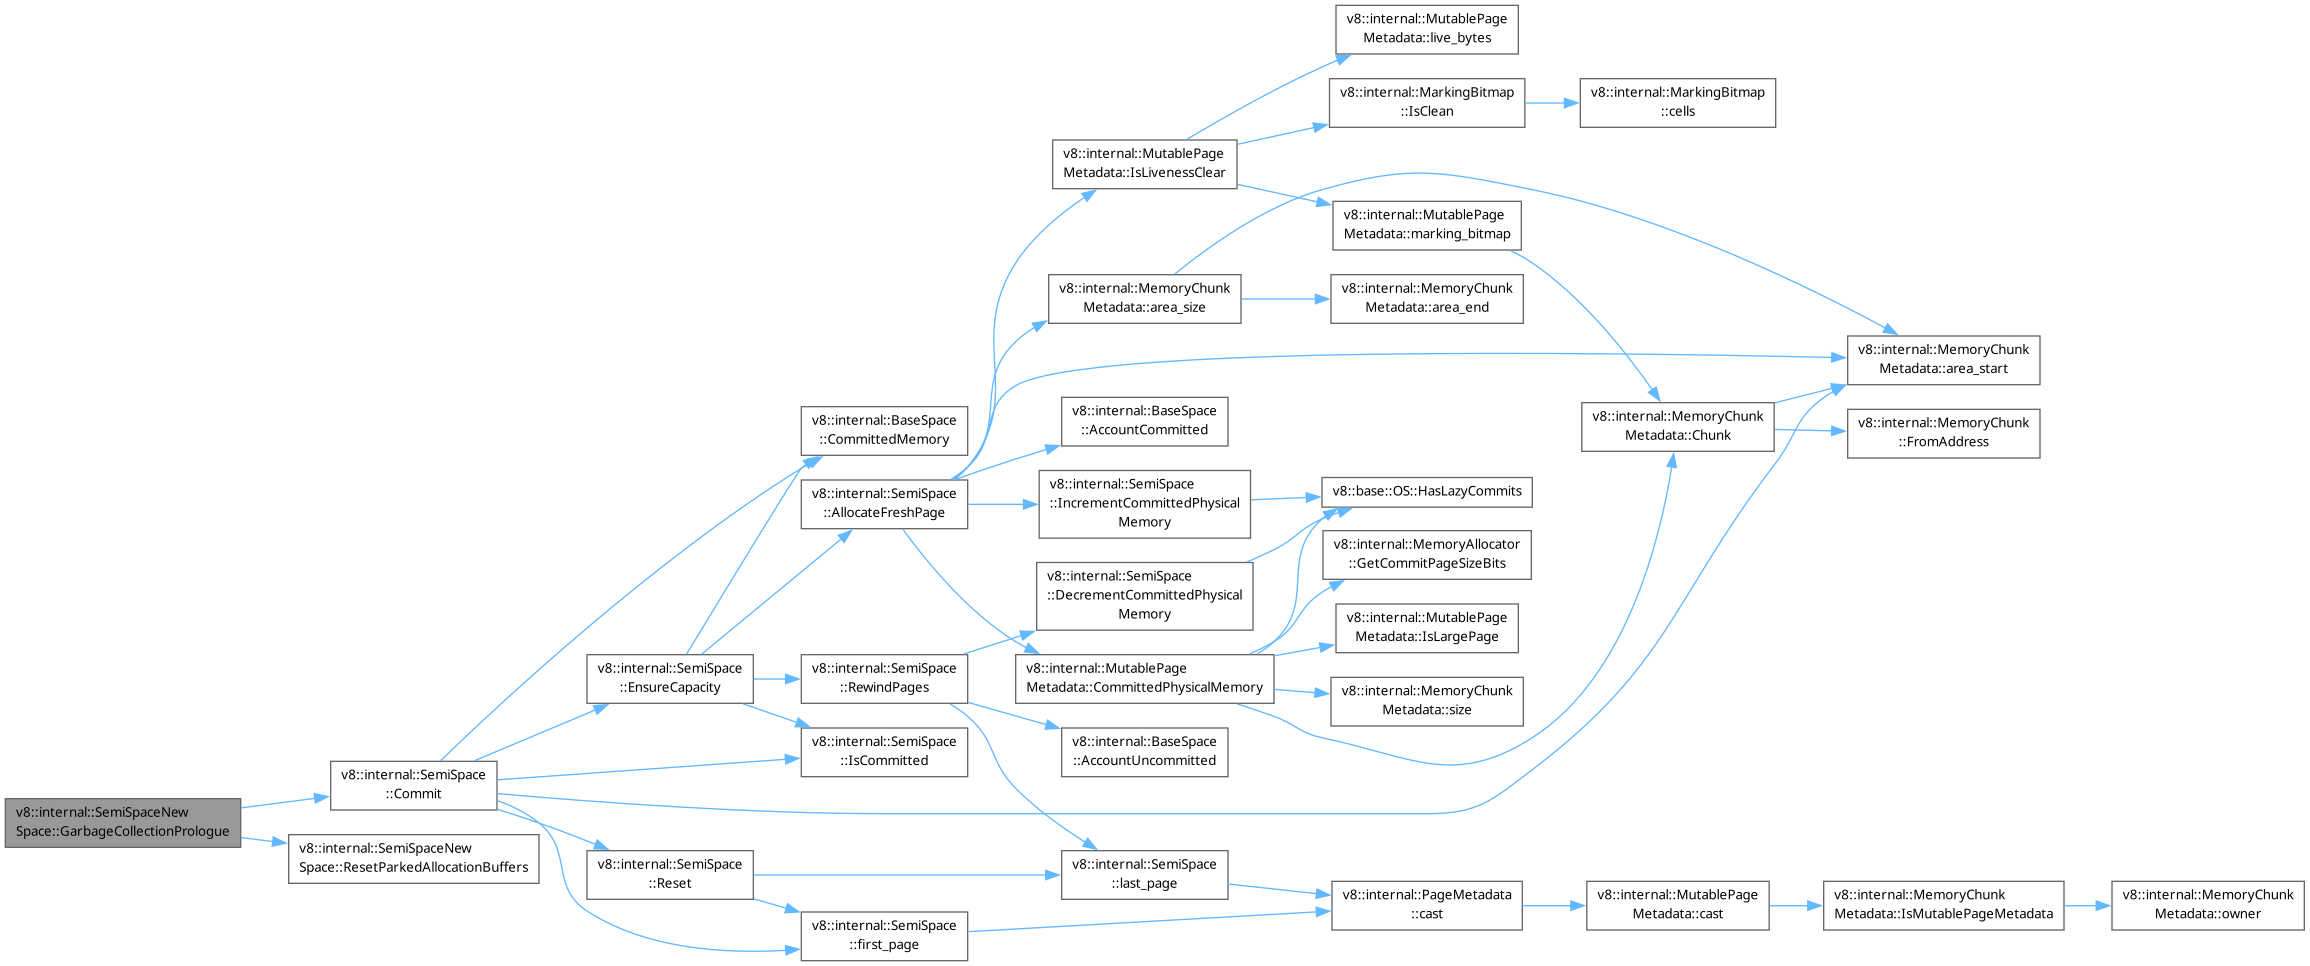 v8::internal::MutablePage
Metadata::live_bytes
v8::internal::MarkingBitmap
::IsClean
v8::internal::MarkingBitmap
::cells
v8::internal::MutablePage
Metadata::IsLivenessClear
v8::internal::MutablePage
Metadata::marking_bitmap
v8::internal::MemoryChunk
Metadata::area_size
v8::internal::MemoryChunk
Metadata::area_end
v8::internal::MemoryChunk
Metadata::area_start
v8::internal::BaseSpace
::CommittedMemory
v8::internal::BaseSpace
::AccountCommitted
v8::internal::MemoryChunk
Metadata::Chunk
v8::internal::MemoryChunk
::FromAddress
v8::internal::SemiSpace
::AllocateFreshPage
v8::internal::SemiSpace
::IncrementCommittedPhysical
Memory
v8::base::OS::HasLazyCommits
v8::internal::MemoryAllocator
::GetCommitPageSizeBits
v8::internal::SemiSpace
::DecrementCommittedPhysical
Memory
v8::internal::MutablePage
Metadata::IsLargePage
v8::internal::SemiSpace
::EnsureCapacity
v8::internal::SemiSpace
::RewindPages
v8::internal::MutablePage
Metadata::CommittedPhysicalMemory
v8::internal::MemoryChunk
Metadata::size
v8::internal::SemiSpace
::IsCommitted
v8::internal::BaseSpace
::AccountUncommitted
v8::internal::SemiSpace
::Commit
v8::internal::SemiSpaceNew
Space::GarbageCollectionPrologue
v8::internal::SemiSpaceNew
Space::ResetParkedAllocationBuffers
v8::internal::SemiSpace
::Reset
v8::internal::SemiSpace
::last_page
v8::internal::SemiSpace
::first_page
v8::internal::PageMetadata
::cast
v8::internal::MutablePage
Metadata::cast
v8::internal::MemoryChunk
Metadata::IsMutablePageMetadata
v8::internal::MemoryChunk
Metadata::owner